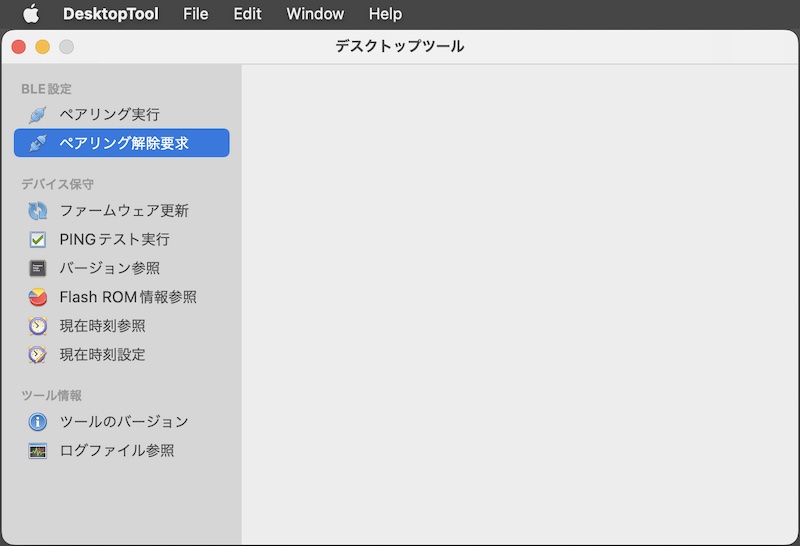 DesktopTool File Edit Window Help
デスクトップツール
BLE設定
ペアリング実行
ペアリング解除要求
デバイス保守
ファームウェア更新
PINGテスト実行
バージョン参照
Flash ROM情報参照
現在時刻参照
現在時刻設定
ツール情報
ツールのバージョン
ログファイル参照